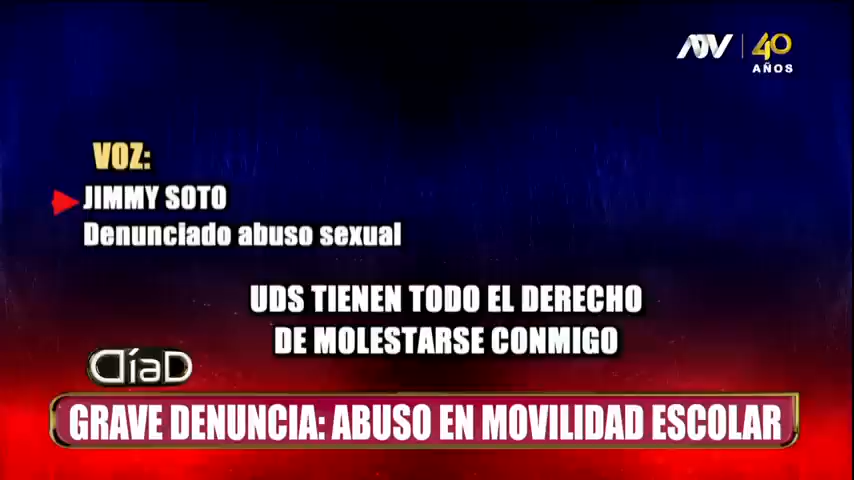 ATV | 40
AÑOS
VOZ:
JIMMY SOTO
Denunciado abuso sexual
UDS TIENEN TODO EL DERECHO
DE MOLESTARSE CONMIGO
DíaD
GRAVE DENUNCIA: ABUSO EN MOVILIDAD ESCOLAR